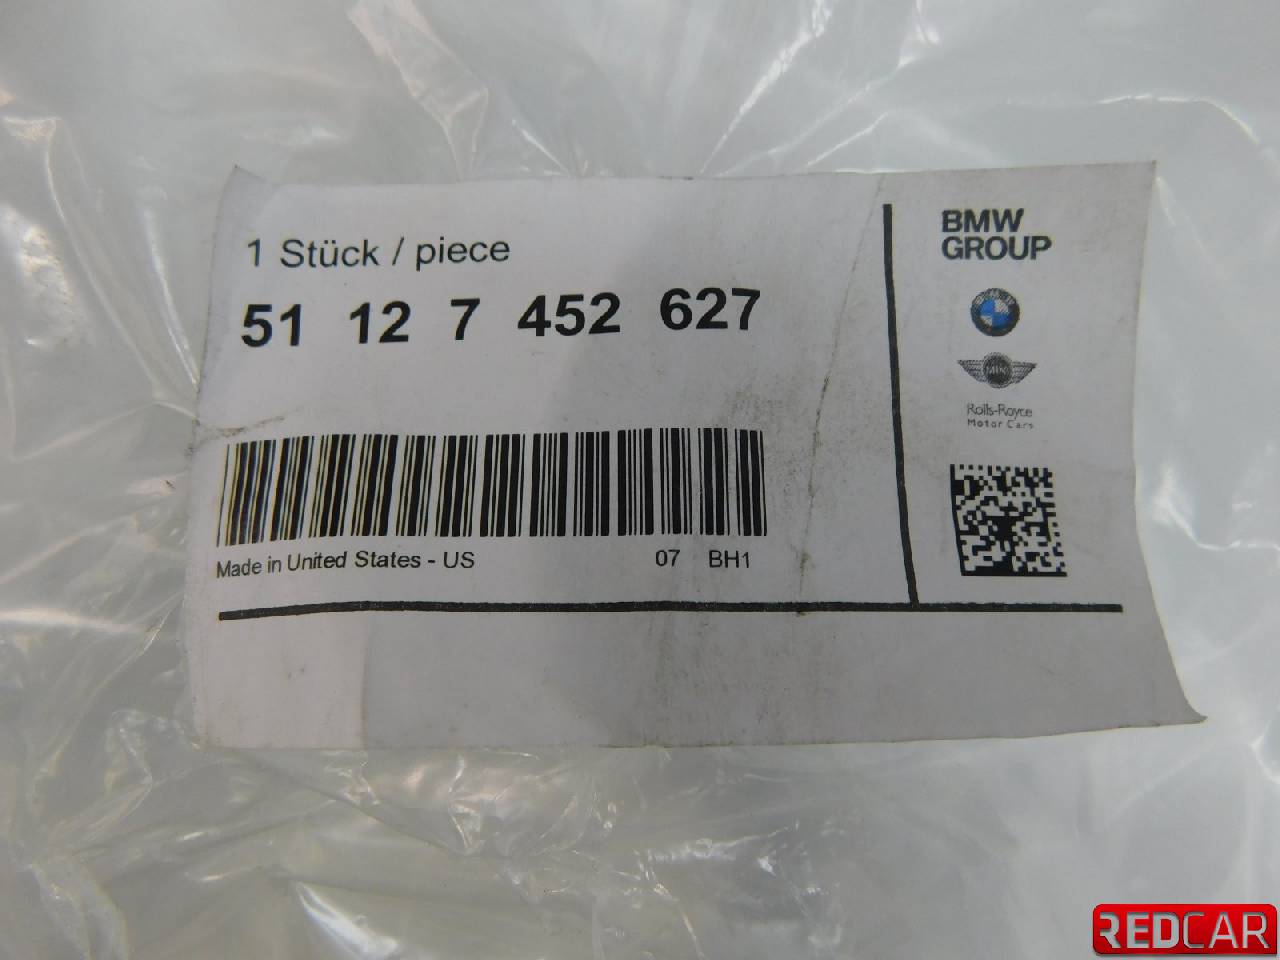 1 Stück / piece
51 12 7 452 627
Made in United States - US
07 BH1
BMW
GROUP
MINI
Rolls-Royce
Motor Cars
REDCAR